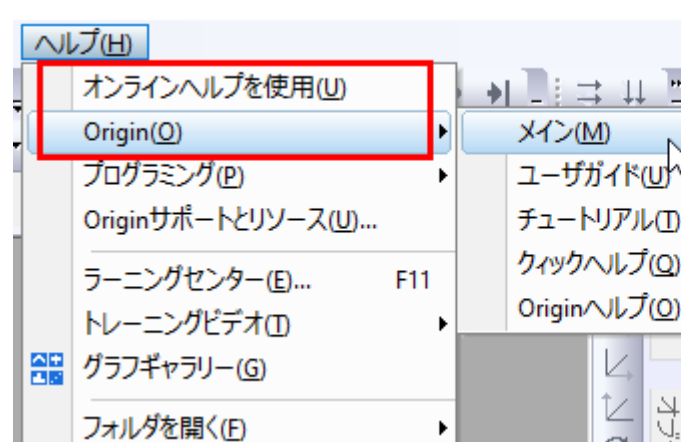 ヘルプ(H)
オンラインヘルプを使用(U)
Origin(O)
プログラミング(P)
Originサポートとリソース(U)...
ラーニングセンター(E)... F11
トレーニングビデオ(T)
グラフギャラリー(G)
フォルダを開く(F)
メイン(M)
ユーザガイド(U)
チュートリアル(T)
クィックヘルプ(Q)
Originヘルプ(O)